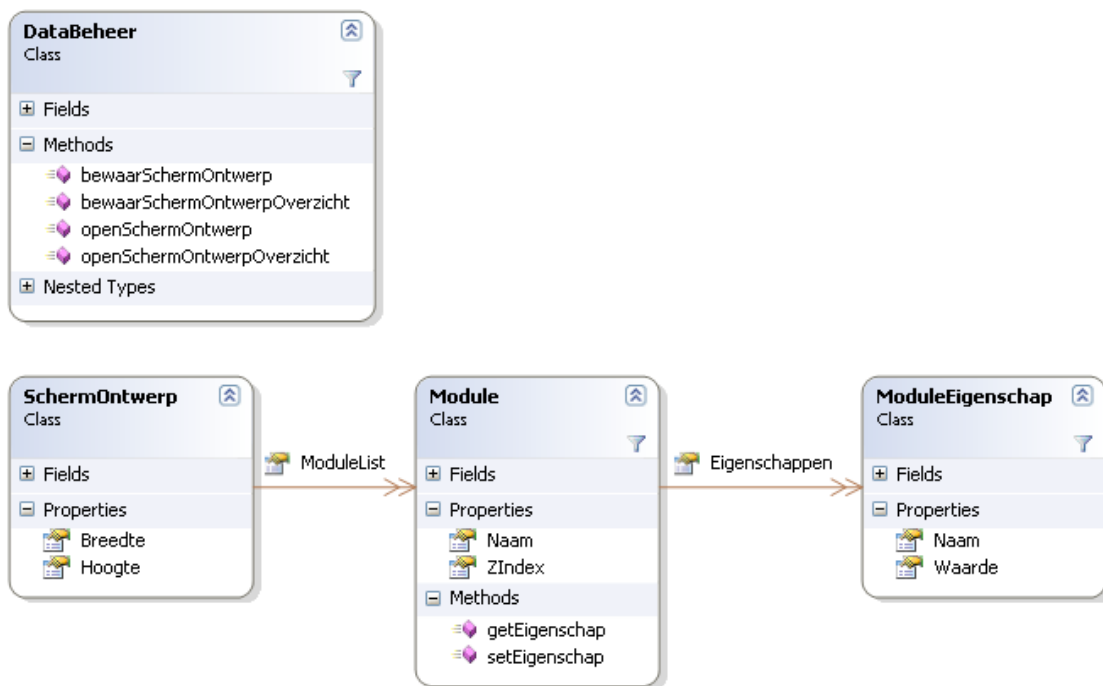 DataBeheer
Class
Fields
Methods
bewaarSchermOntwerp
bewaarSchermOntwerpOverzicht
openSchermOntwerp
openSchermOntwerpOverzicht
Nested Types
SchermOntwerp
Class
Fields
Properties
Breedte
Hoogte
ModuleList
Module
Class
Fields
Properties
Naam
ZIndex
Methods
getEigenschap
setEigenschap
Eigenschappen
ModuleEigenschap
Class
Fields
Properties
Naam
Waarde